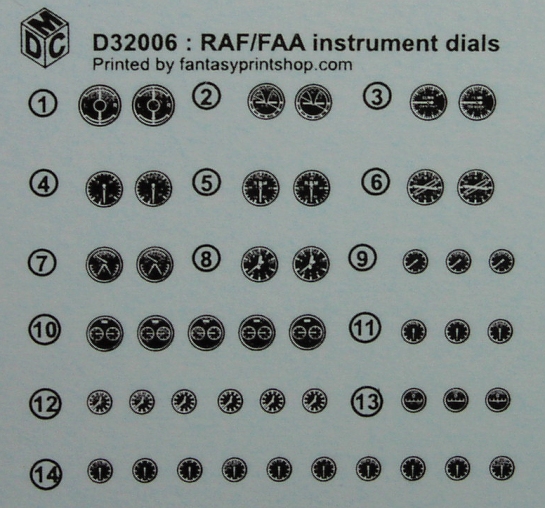 DMC
D32006 : RAF/FAA instrument dials
Printed by fantasyprintshop.com
1 2 3
4 5 6
7 8 9
10 11
12 13
14